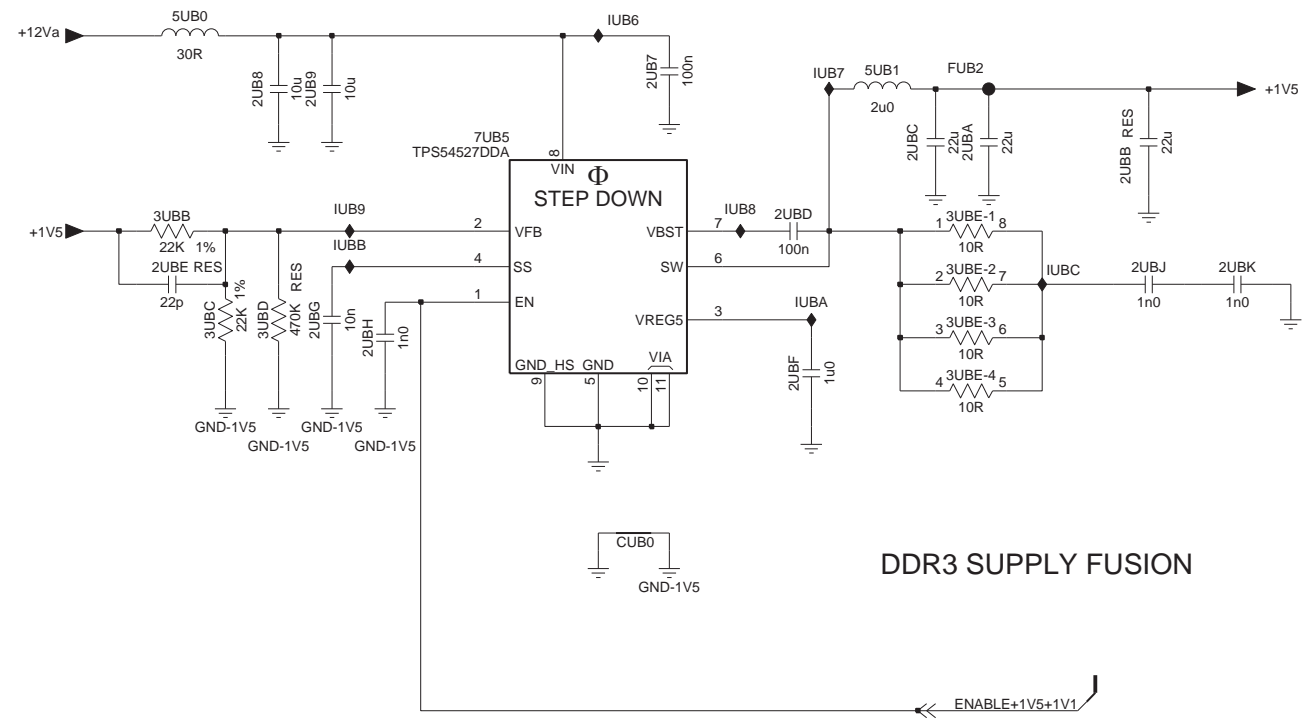 5UB0
IUB6
+12Va
30R
2UB8
10u
2UB9
10u
2UB7
100n
IUB7
5UB1
FUB2
+1V5
2u0
2UBC
22u
2UBA
22u
2UBB RES
22u
7UB5
TPS54527DDA
8
VIN
Φ
STEP DOWN
3UBB
IUB9
2
VFB
+1V5
22K 1%
IUBB
2UBE RES
4
SS
22p
3UBC
22K 1%
3UBD
470K RES
2UBG
10n
2UBH
1n0
1
EN
VBST
7
IUB8
2UBD
100n
SW
6
VREG5
3
IUBA
2UBF
1u0
1
3UBE-1
8
10R
2
3UBE-2
7
10R
3
3UBE-3
6
10R
4
3UBE-4
5
10R
IUBC
2UBJ
1n0
2UBK
1n0
GND_HS
GND
VIA
9
5
10
11
GND-1V5
GND-1V5
GND-1V5
GND-1V5
CUB0
GND-1V5
DDR3 SUPPLY FUSION
ENABLE+1V5+1V1